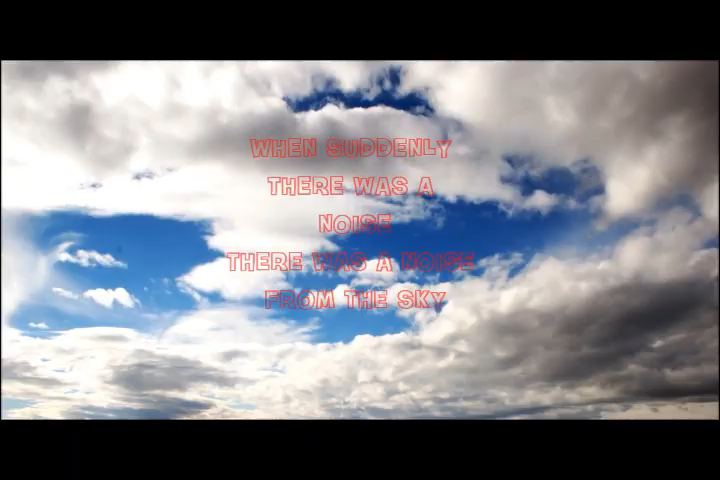 WHEN SUDDENLY
THERE WAS A
NOISE
THERE WAS A NOISE
FROM THE SKY